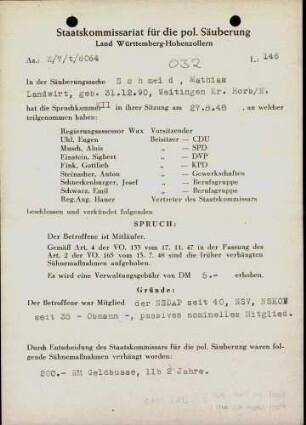 Staatskommissariat für die pol. Säuberung
Land Württemberg-Hohenzollern
Az.: Z/V/t/6064
032
L: 146
In der Säuberungssache S c h m e i d , Mathias
Landwirt, geb. 31.12.90, Weitingen Kr. Horb/N.
hat die Spruchkammer VII in ihrer Sitzung am 27.8.48 , an welcher
teilgenommen haben:
Regierungsassessor Wax Vorsitzender
Uhl, Eugen Beisitzer — CDU
Musch, Alois „ — SPD
Einstein, Sigbert „ — DVP
Fink, Gottlieb „ — KPD
Steinacher, Anton „ — Gewerkschaften
Schneckenburger, Josef „ — Berufsgruppe
Schwarz, Emil „ — Berufsgruppe
Reg.Ang. Hauer Vertreter des Staatskommissars
beschlossen und verkündet folgenden
SPRUCH:
Der Betroffene ist Mitläufer.
Gemäß Art. 4 der VO. 133 vom 17. 11. 47 in der Fassung des
Art. 2 der VO. 165 vom 13. 7. 48 sind die früher verhängten
Sühnemaßnahmen aufgehoben.
Es wird eine Verwaltungsgebühr von DM 5.- erhoben.
Gründe:
Der Betroffene war Mitglied der NSDAP seit 40, NSV, NSKOV
seit 35 - Obmann -, passives nominelles Mitglied.
Durch Entscheidung des Staatskommissars für die pol. Säuberung waren fol-
gende Sühnemaßnahmen verhängt worden:
200.- RM Geldbusse, llb 2 Jahre.